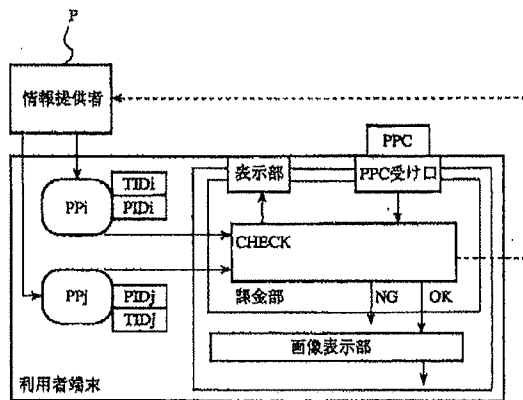 P
情報提供者
PPC
表示部
PPC受け口
TIDi
PPi
PIDi
CHECK
PPj
PIDj
TIDj
課金部
NG
OK
画像表示部
利用者端末